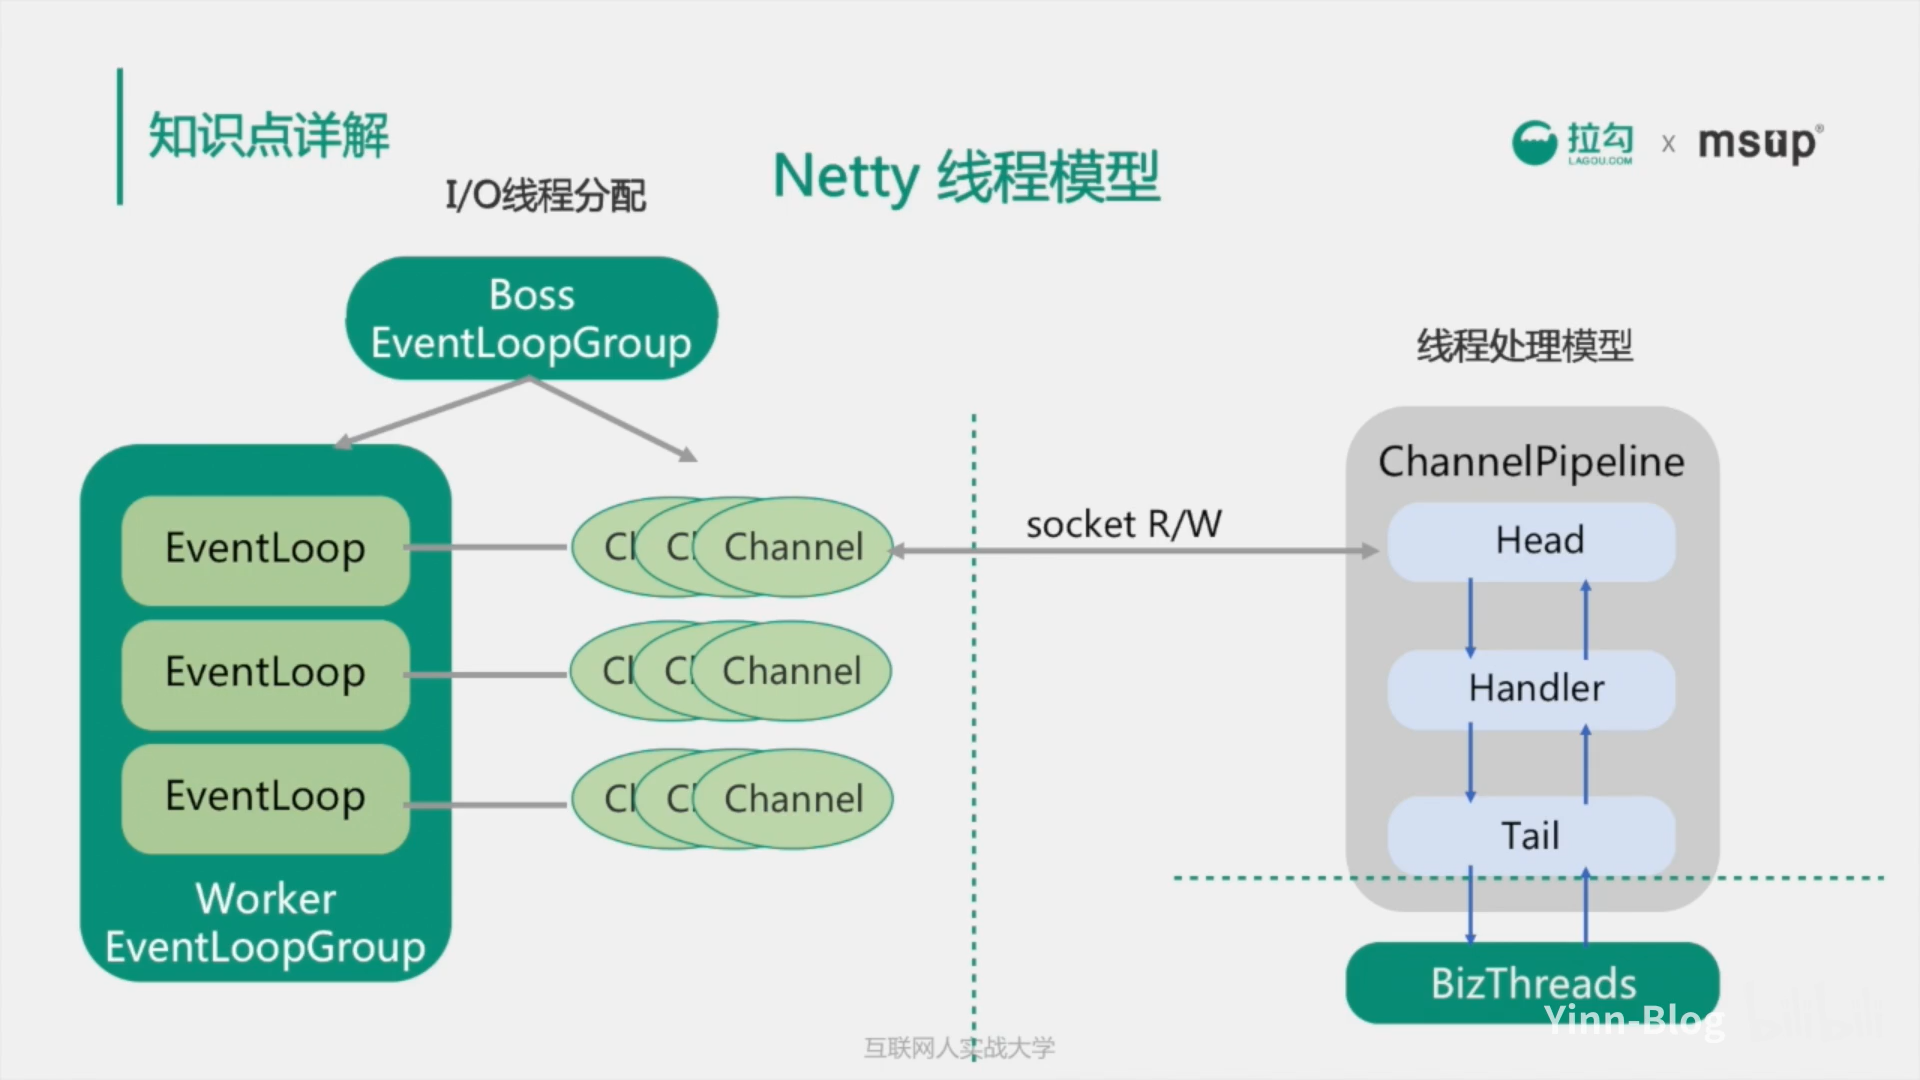 知识点详解
拉勾
LAGOU.COM
x
msup®
Netty 线程模型
I/O线程分配
Boss
EventLoopGroup
EventLoop
EventLoop
EventLoop
Worker
EventLoopGroup
Cl Cl Channel
Cl Cl Channel
Cl Cl Channel
socket R/W
线程处理模型
ChannelPipeline
Head
Handler
Tail
BizThreads
Yinn-Blog
bilibili
互联网人实战大学